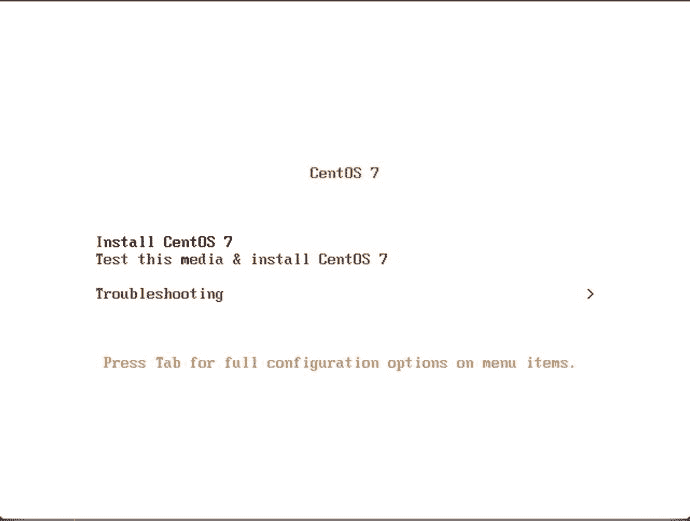 CentOS 7
Install CentOS 7
Test this media & install CentOS 7
Troubleshooting >
Press Tab for full configuration options on menu items.